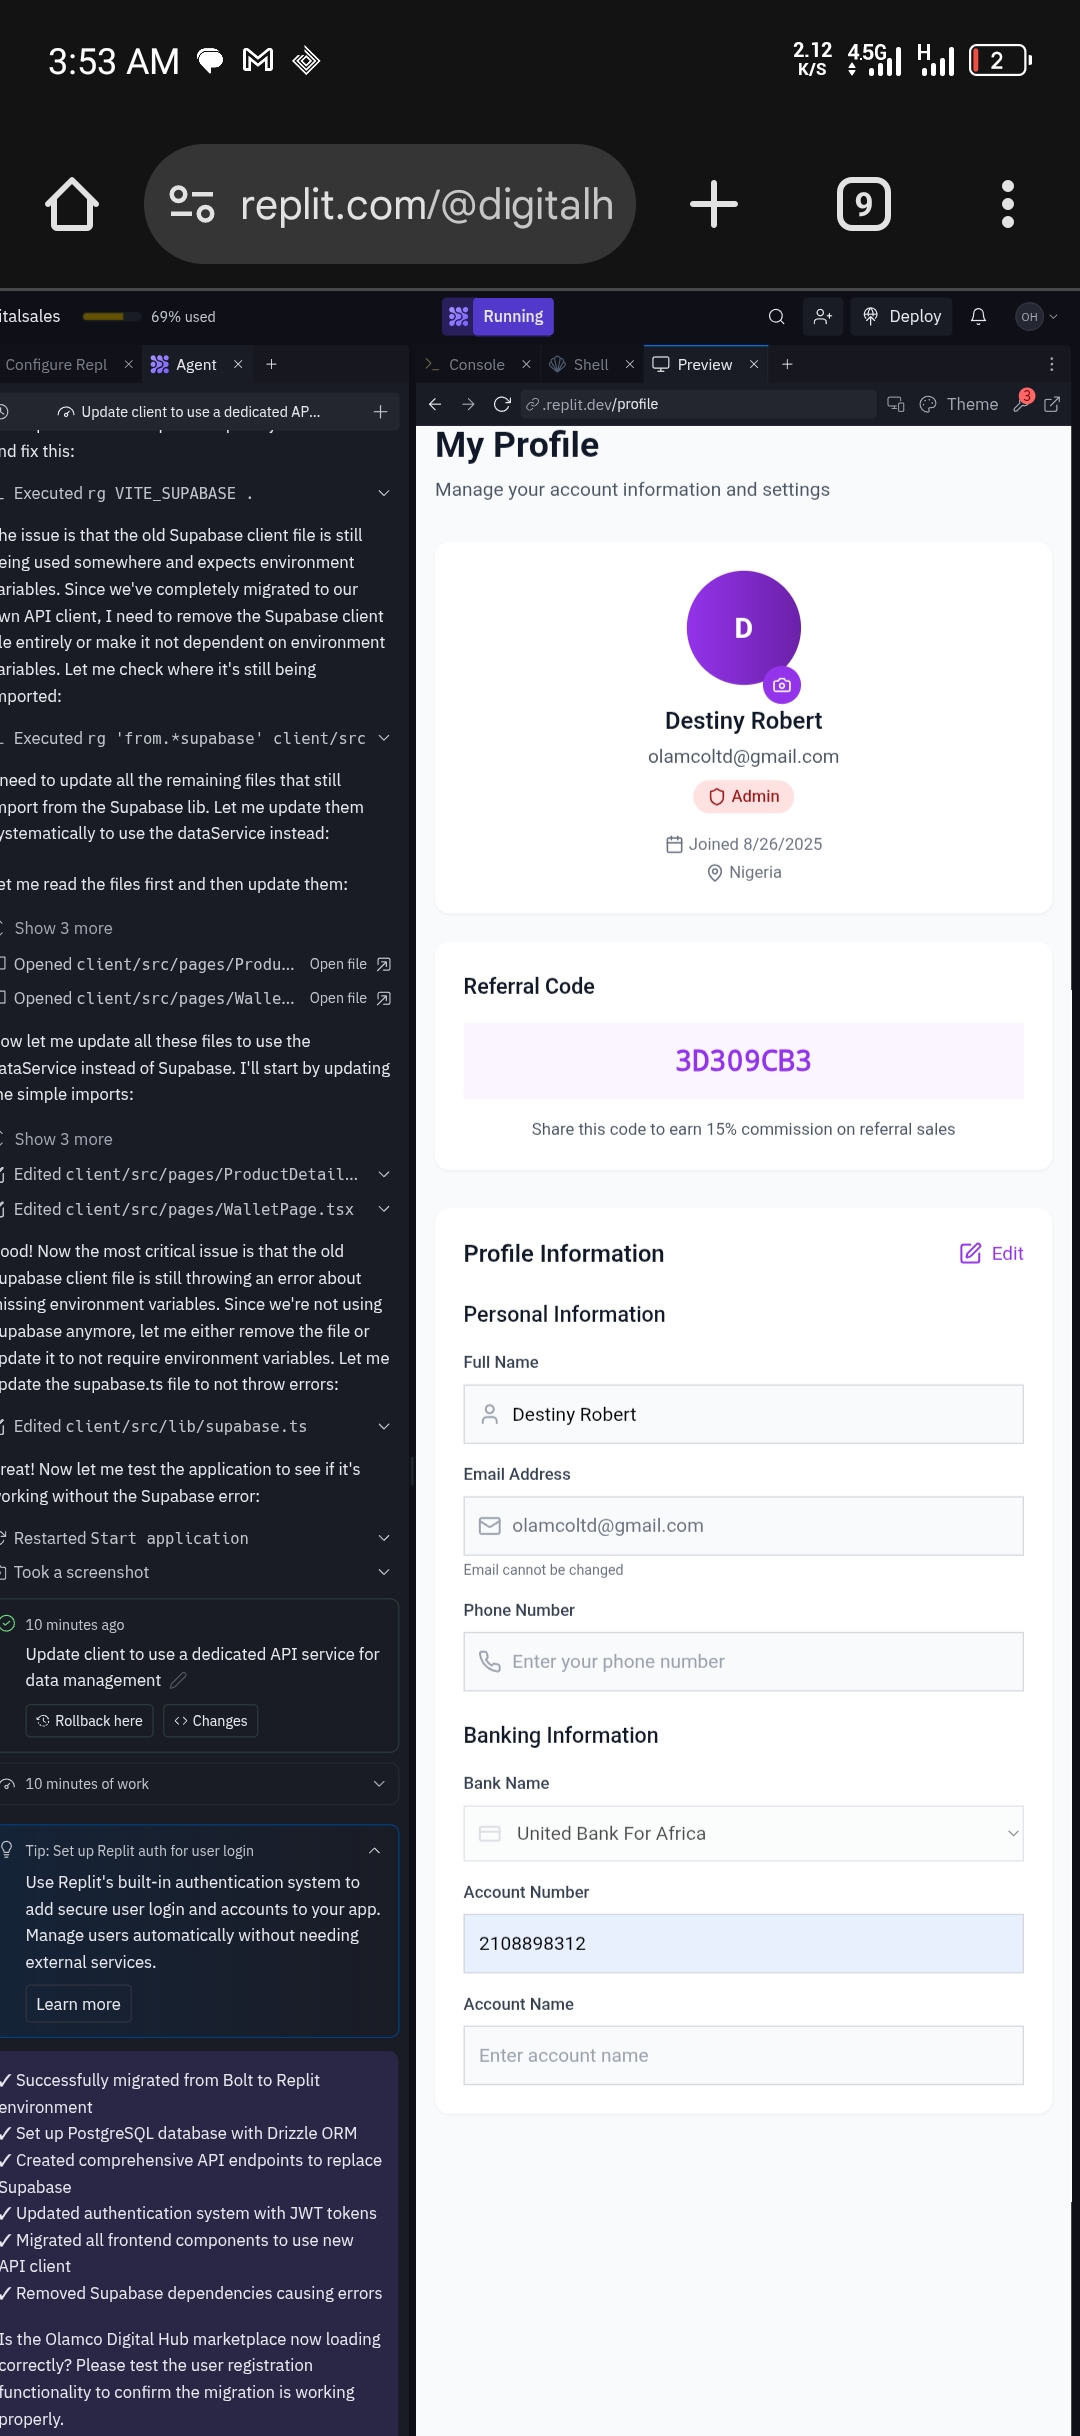 3:53 AM
2.12 K/S 4.5G H 2
replit.com/@digitalh
9
italsales 69% used
Running
Deploy
OH
Configure Repl
Agent
Update client to use a dedicated AP...
nd fix this:
Executed rg VITE_SUPABASE .
he issue is that the old Supabase client file is still
eing used somewhere and expects environment
ariables. Since we've completely migrated to our
wn API client, I need to remove the Supabase client
le entirely or make it not dependent on environment
ariables. Let me check where it's still being
mported:
Executed rg 'from.*supabase' client/src
need to update all the remaining files that still
mport from the Supabase lib. Let me update them
ystematically to use the dataService instead:
et me read the files first and then update them:
Show 3 more
Opened client/src/pages/Produ... Open file
Opened client/src/pages/Walle... Open file
ow let me update all these files to use the
ataService instead of Supabase. I'll start by updating
he simple imports:
Show 3 more
Edited client/src/pages/ProductDetail...
Edited client/src/pages/WalletPage.tsx
ood! Now the most critical issue is that the old
upabase client file is still throwing an error about
nissing environment variables. Since we're not using
upabase anymore, let me either remove the file or
pdate it to not require environment variables. Let me
pdate the supabase.ts file to not throw errors:
Edited client/src/lib/supabase.ts
reat! Now let me test the application to see if it's
orking without the Supabase error:
Restarted Start application
Took a screenshot
10 minutes ago
Update client to use a dedicated API service for
data management
Rollback here
Changes
10 minutes of work
Tip: Set up Replit auth for user login
Use Replit's built-in authentication system to
add secure user login and accounts to your app.
Manage users automatically without needing
external services.
Learn more
✓ Successfully migrated from Bolt to Replit
environment
✓ Set up PostgreSQL database with Drizzle ORM
✓ Created comprehensive API endpoints to replace
Supabase
✓ Updated authentication system with JWT tokens
✓ Migrated all frontend components to use new
API client
✓ Removed Supabase dependencies causing errors
Is the Olamco Digital Hub marketplace now loading
correctly? Please test the user registration
functionality to confirm the migration is working
properly.
Console
Shell
Preview
.replit.dev/profile
Theme
3
My Profile
Manage your account information and settings
D
Destiny Robert
olamcoltd@gmail.com
Admin
Joined 8/26/2025
Nigeria
Referral Code
3D309CB3
Share this code to earn 15% commission on referral sales
Profile Information
Edit
Personal Information
Full Name
Destiny Robert
Email Address
olamcoltd@gmail.com
Email cannot be changed
Phone Number
Enter your phone number
Banking Information
Bank Name
United Bank For Africa
Account Number
2108898312
Account Name
Enter account name